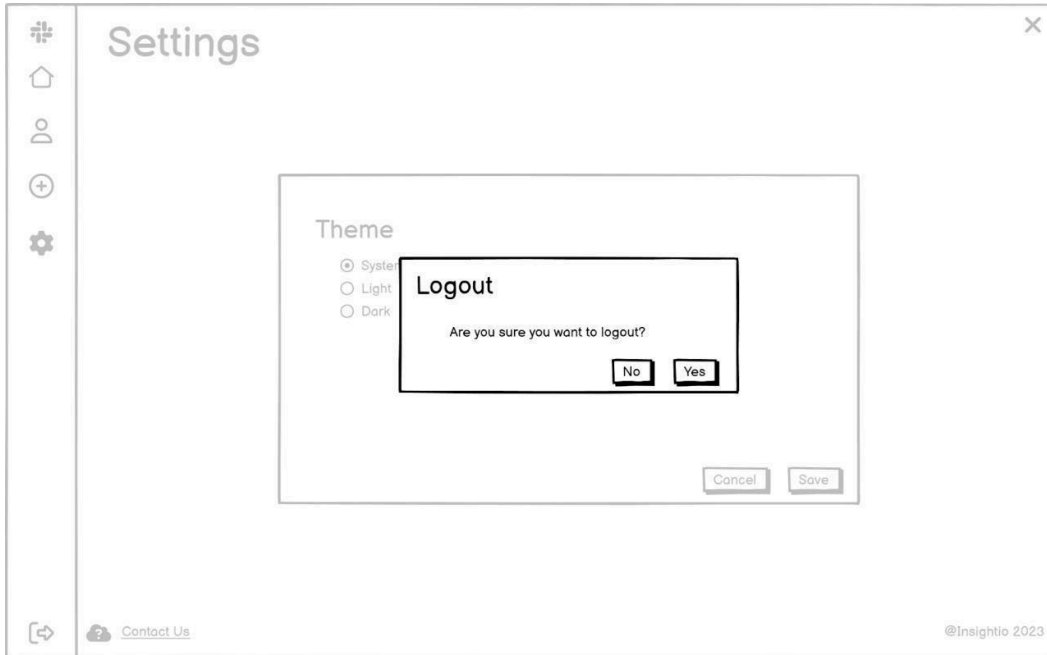 Settings
Theme
Syste
Light
Dark
Logout
Are you sure you want to logout?
No Yes
Cancel Save
Contact Us
@Insightio 2023